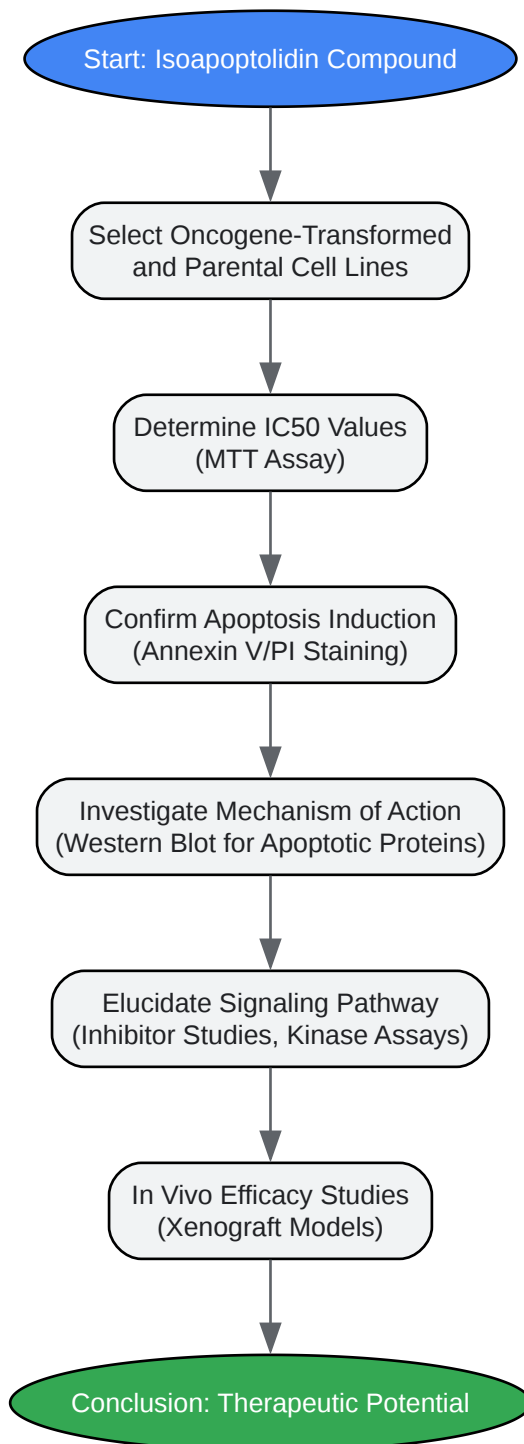 Start: Isoapoptolidin Compound
Select Oncogene-Transformed
and Parental Cell Lines
Determine IC50 Values
(MTT Assay)
Confirm Apoptosis Induction
(Annexin V/PI Staining)
Investigate Mechanism of Action
(Western Blot for Apoptotic Proteins)
Elucidate Signaling Pathway
(Inhibitor Studies, Kinase Assays)
In Vivo Efficacy Studies
(Xenograft Models)
Conclusion: Therapeutic Potential